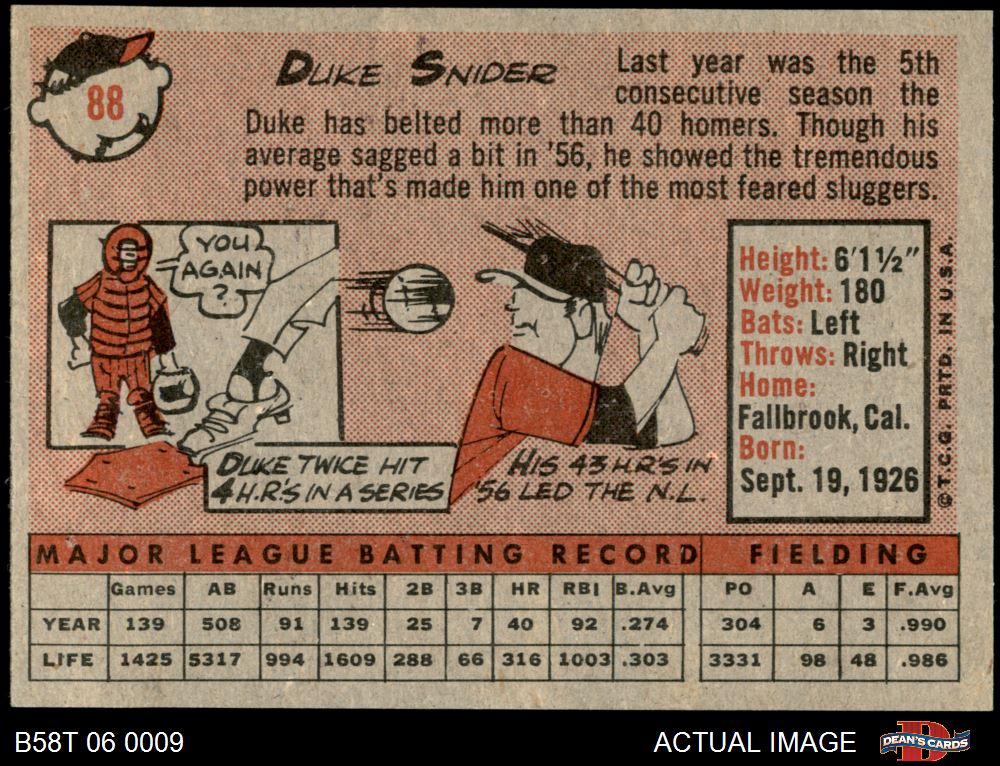 88
DUKE SNIDER
Last year was the 5th
consecutive season the
Duke has belted more than 40 homers. Though his
average sagged a bit in '56, he showed the tremendous
power that's made him one of the most feared sluggers.
YOU
AGAIN
?
DUKE TWICE HIT
4 H.R.'S IN A SERIES
HIS 43 H.R.'S IN
'56 LED THE N.L.
Height: 6'1½"
Weight: 180
Bats: Left
Throws: Right
Home:
Fallbrook, Cal.
Born:
Sept. 19, 1926
© T.C.G. PRTD. IN U.S.A.
MAJOR LEAGUE BATTING RECORD FIELDING
Games AB Runs Hits 2B 3B HR RBI B.Avg PO A E F.Avg
YEAR 139 508 91 139 25 7 40 92 .274 304 6 3 .990
LIFE 1425 5317 994 1609 288 66 316 1003 .303 3331 98 48 .986
B58T 06 0009
ACTUAL IMAGE
DEAN'S CARDS